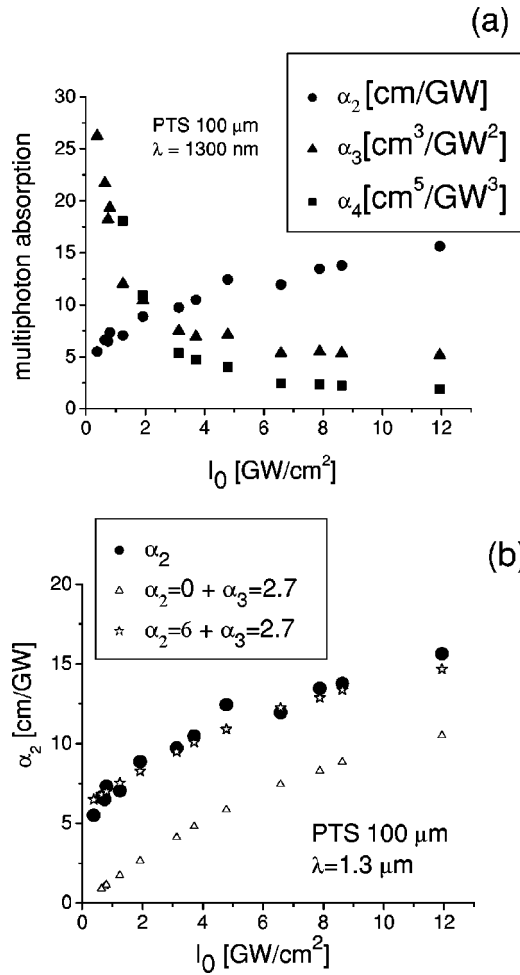 (a)
● α₂ [cm/GW]
▲ α₃[cm³/GW²]
■ α₄[cm⁵/GW³]
PTS 100 μm
λ = 1300 nm
multiphoton absorption
30
25
20
15
10
5
0
0 2 4 6 8 10 12
I₀ [GW/cm²]
(b)
● α₂
△ α₂=0 + α₃=2.7
☆ α₂=6 + α₃=2.7
α₂ [cm/GW]
20
15
10
5
0
PTS 100 μm
λ=1.3 μm
0 2 4 6 8 10 12
I₀ [GW/cm²]